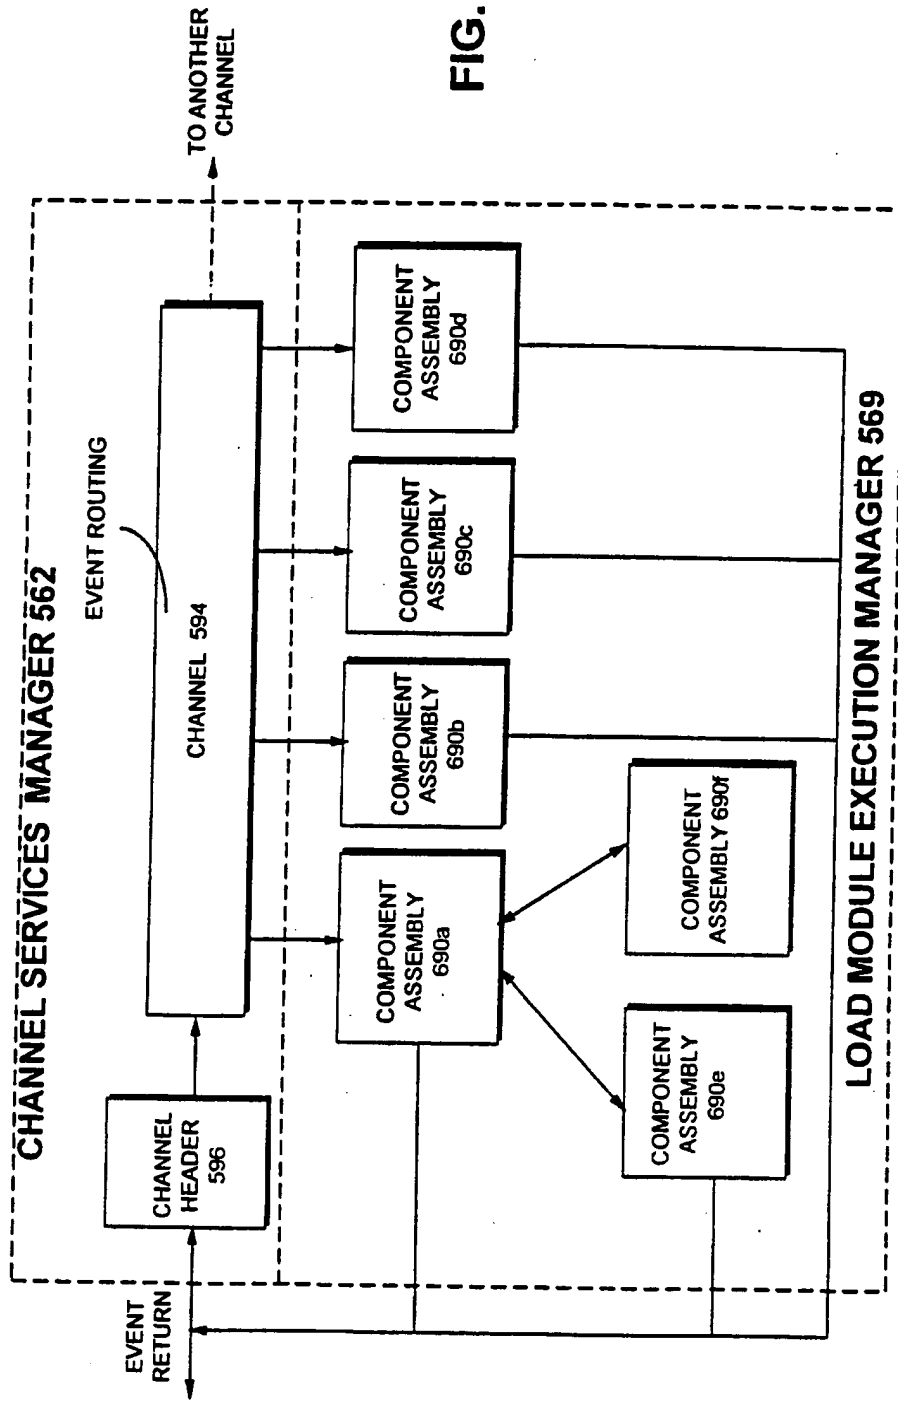 FIG.
CHANNEL SERVICES MANAGER 562
EVENT ROUTING
TO ANOTHER
CHANNEL
EVENT
RETURN
CHANNEL
HEADER
596
CHANNEL 594
COMPONENT
ASSEMBLY
690a
COMPONENT
ASSEMBLY
690b
COMPONENT
ASSEMBLY
690c
COMPONENT
ASSEMBLY
690d
COMPONENT
ASSEMBLY
690e
COMPONENT
ASSEMBLY 690f
LOAD MODULE EXECUTION MANAGER 569